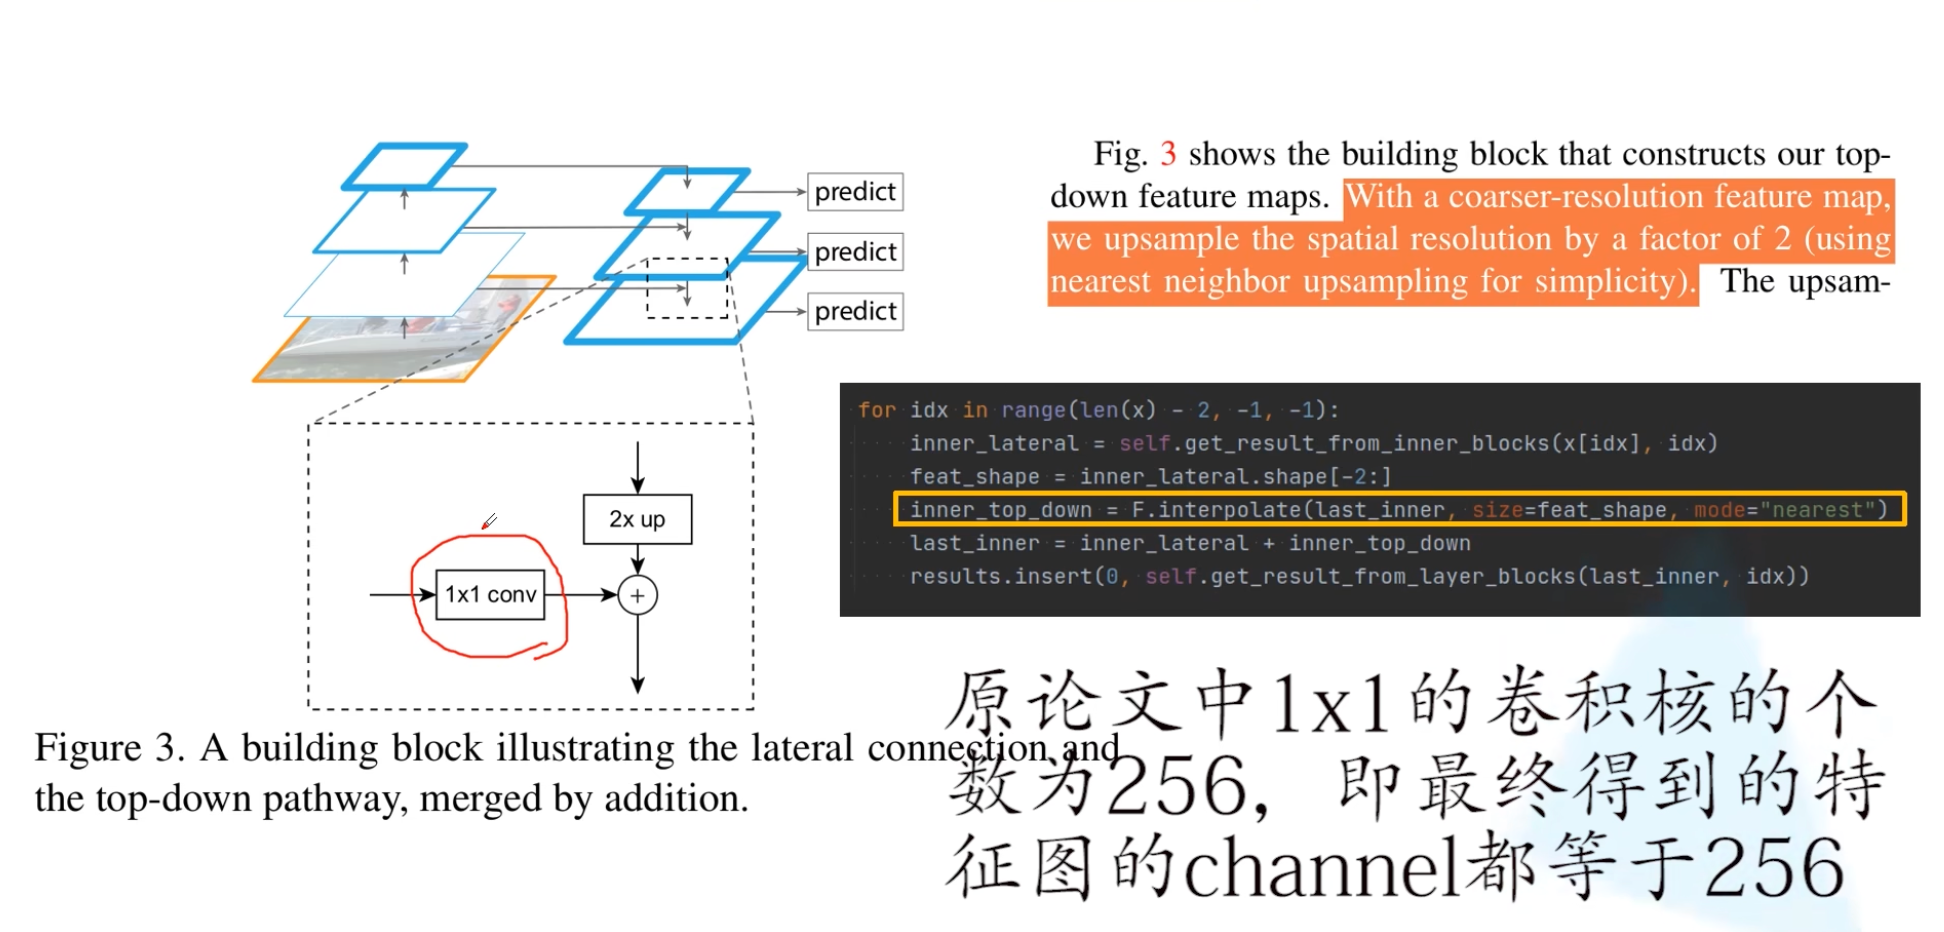 predict
predict
predict
2x up
1x1 conv
+
Figure 3. A building block illustrating the lateral connection and
the top-down pathway, merged by addition.
Fig. 3 shows the building block that constructs our top-
down feature maps. With a coarser-resolution feature map,
we upsample the spatial resolution by a factor of 2 (using
nearest neighbor upsampling for simplicity). The upsam-
for idx in range(len(x) - 2, -1, -1):
inner_lateral = self.get_result_from_inner_blocks(x[idx], idx)
feat_shape = inner_lateral.shape[-2:]
inner_top_down = F.interpolate(last_inner, size=feat_shape, mode="nearest")
last_inner = inner_lateral + inner_top_down
results.insert(0, self.get_result_from_layer_blocks(last_inner, idx))
原论文中1x1的卷积核的个
数为256，即最终得到的特
征图的channel都等于256